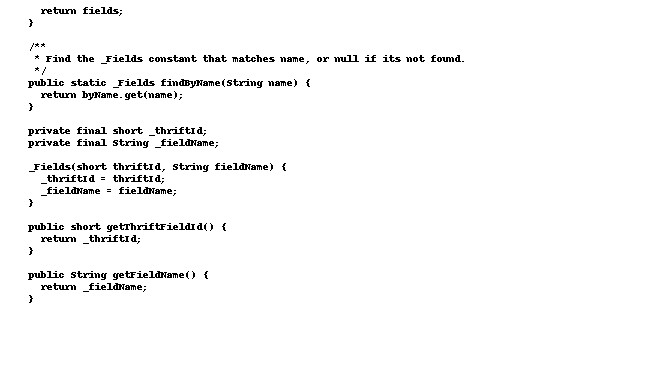 return fields;
}
/**
* Find the _Fields constant that matches name, or null if its not found.
*/
public static _Fields findByName(String name) {
return byName.get(name);
}
private final short _thriftId;
private final String _fieldName;
_Fields(short thriftId, String fieldName) {
_thriftId = thriftId;
_fieldName = fieldName;
}
public short getThriftFieldId() {
return _thriftId;
}
public String getFieldName() {
return _fieldName;
}